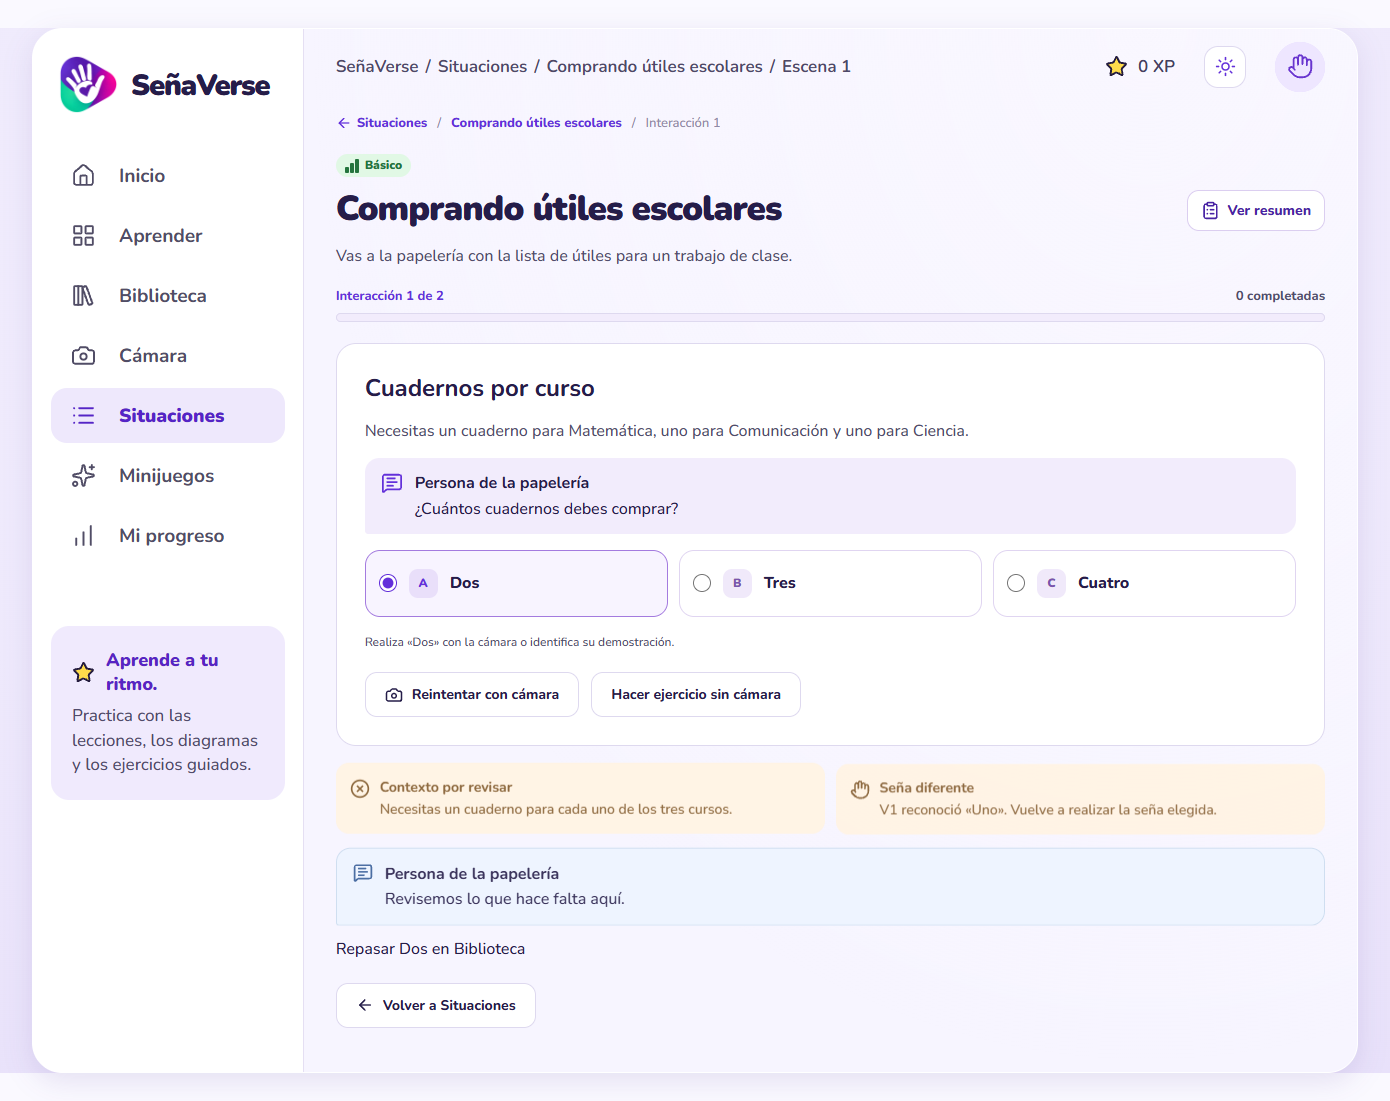 SeñaVerse
Inicio
Aprender
Biblioteca
Cámara
Situaciones
Minijuegos
Mi progreso
Aprende a tu
ritmo.
Practica con las
lecciones, los diagramas
y los ejercicios guiados.
SeñaVerse / Situaciones / Comprando útiles escolares / Escena 1
0 XP
Situaciones / Comprando útiles escolares / Interacción 1
Básico
Comprando útiles escolares
Ver resumen
Vas a la papelería con la lista de útiles para un trabajo de clase.
Interacción 1 de 2
0 completadas
Cuadernos por curso
Necesitas un cuaderno para Matemática, uno para Comunicación y uno para Ciencia.
Persona de la papelería
¿Cuántos cuadernos debes comprar?
A Dos
B Tres
C Cuatro
Realiza «Dos» con la cámara o identifica su demostración.
Reintentar con cámara
Hacer ejercicio sin cámara
Contexto por revisar
Necesitas un cuaderno para cada uno de los tres cursos.
Seña diferente
V1 reconoció «Uno». Vuelve a realizar la seña elegida.
Persona de la papelería
Revisemos lo que hace falta aquí.
Repasar Dos en Biblioteca
Volver a Situaciones